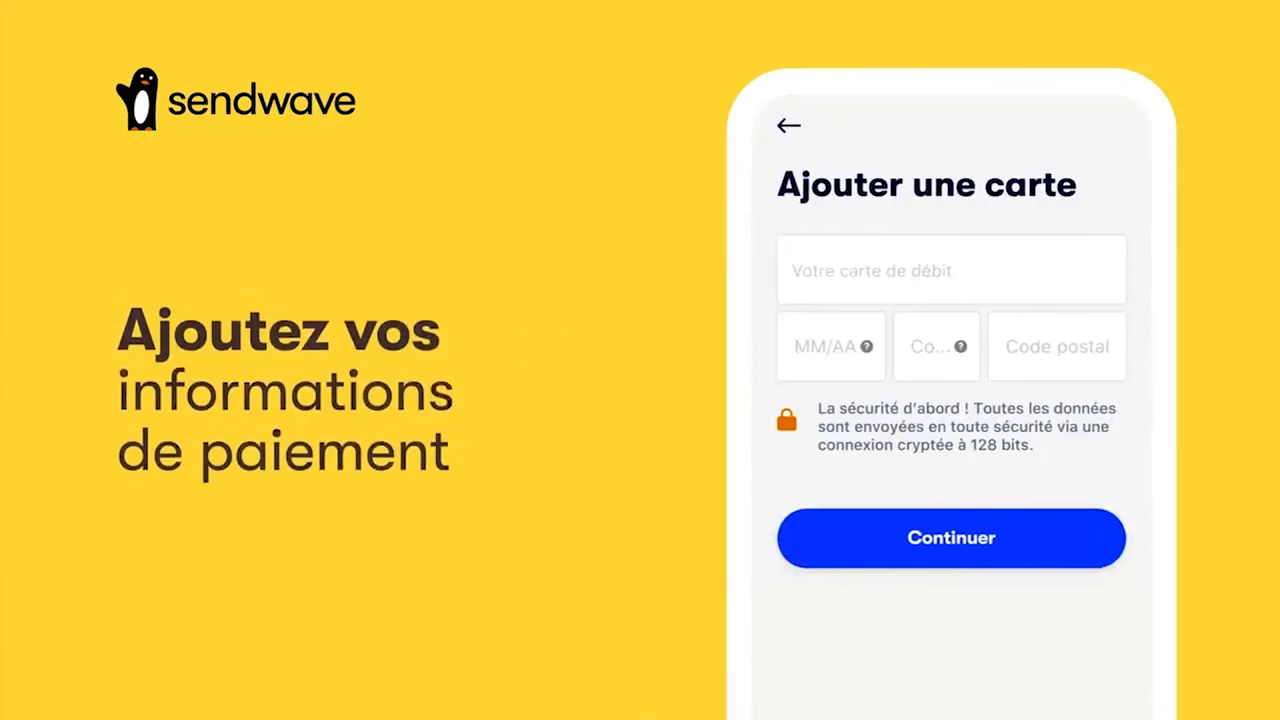 sendwave
Ajoutez vos
informations
de paiement
Ajouter une carte
Votre carte de débit
MM/AA
Co...
Code postal
La sécurité d'abord ! Toutes les données
sont envoyées en toute sécurité via une
connexion cryptée à 128 bits.
Continuer